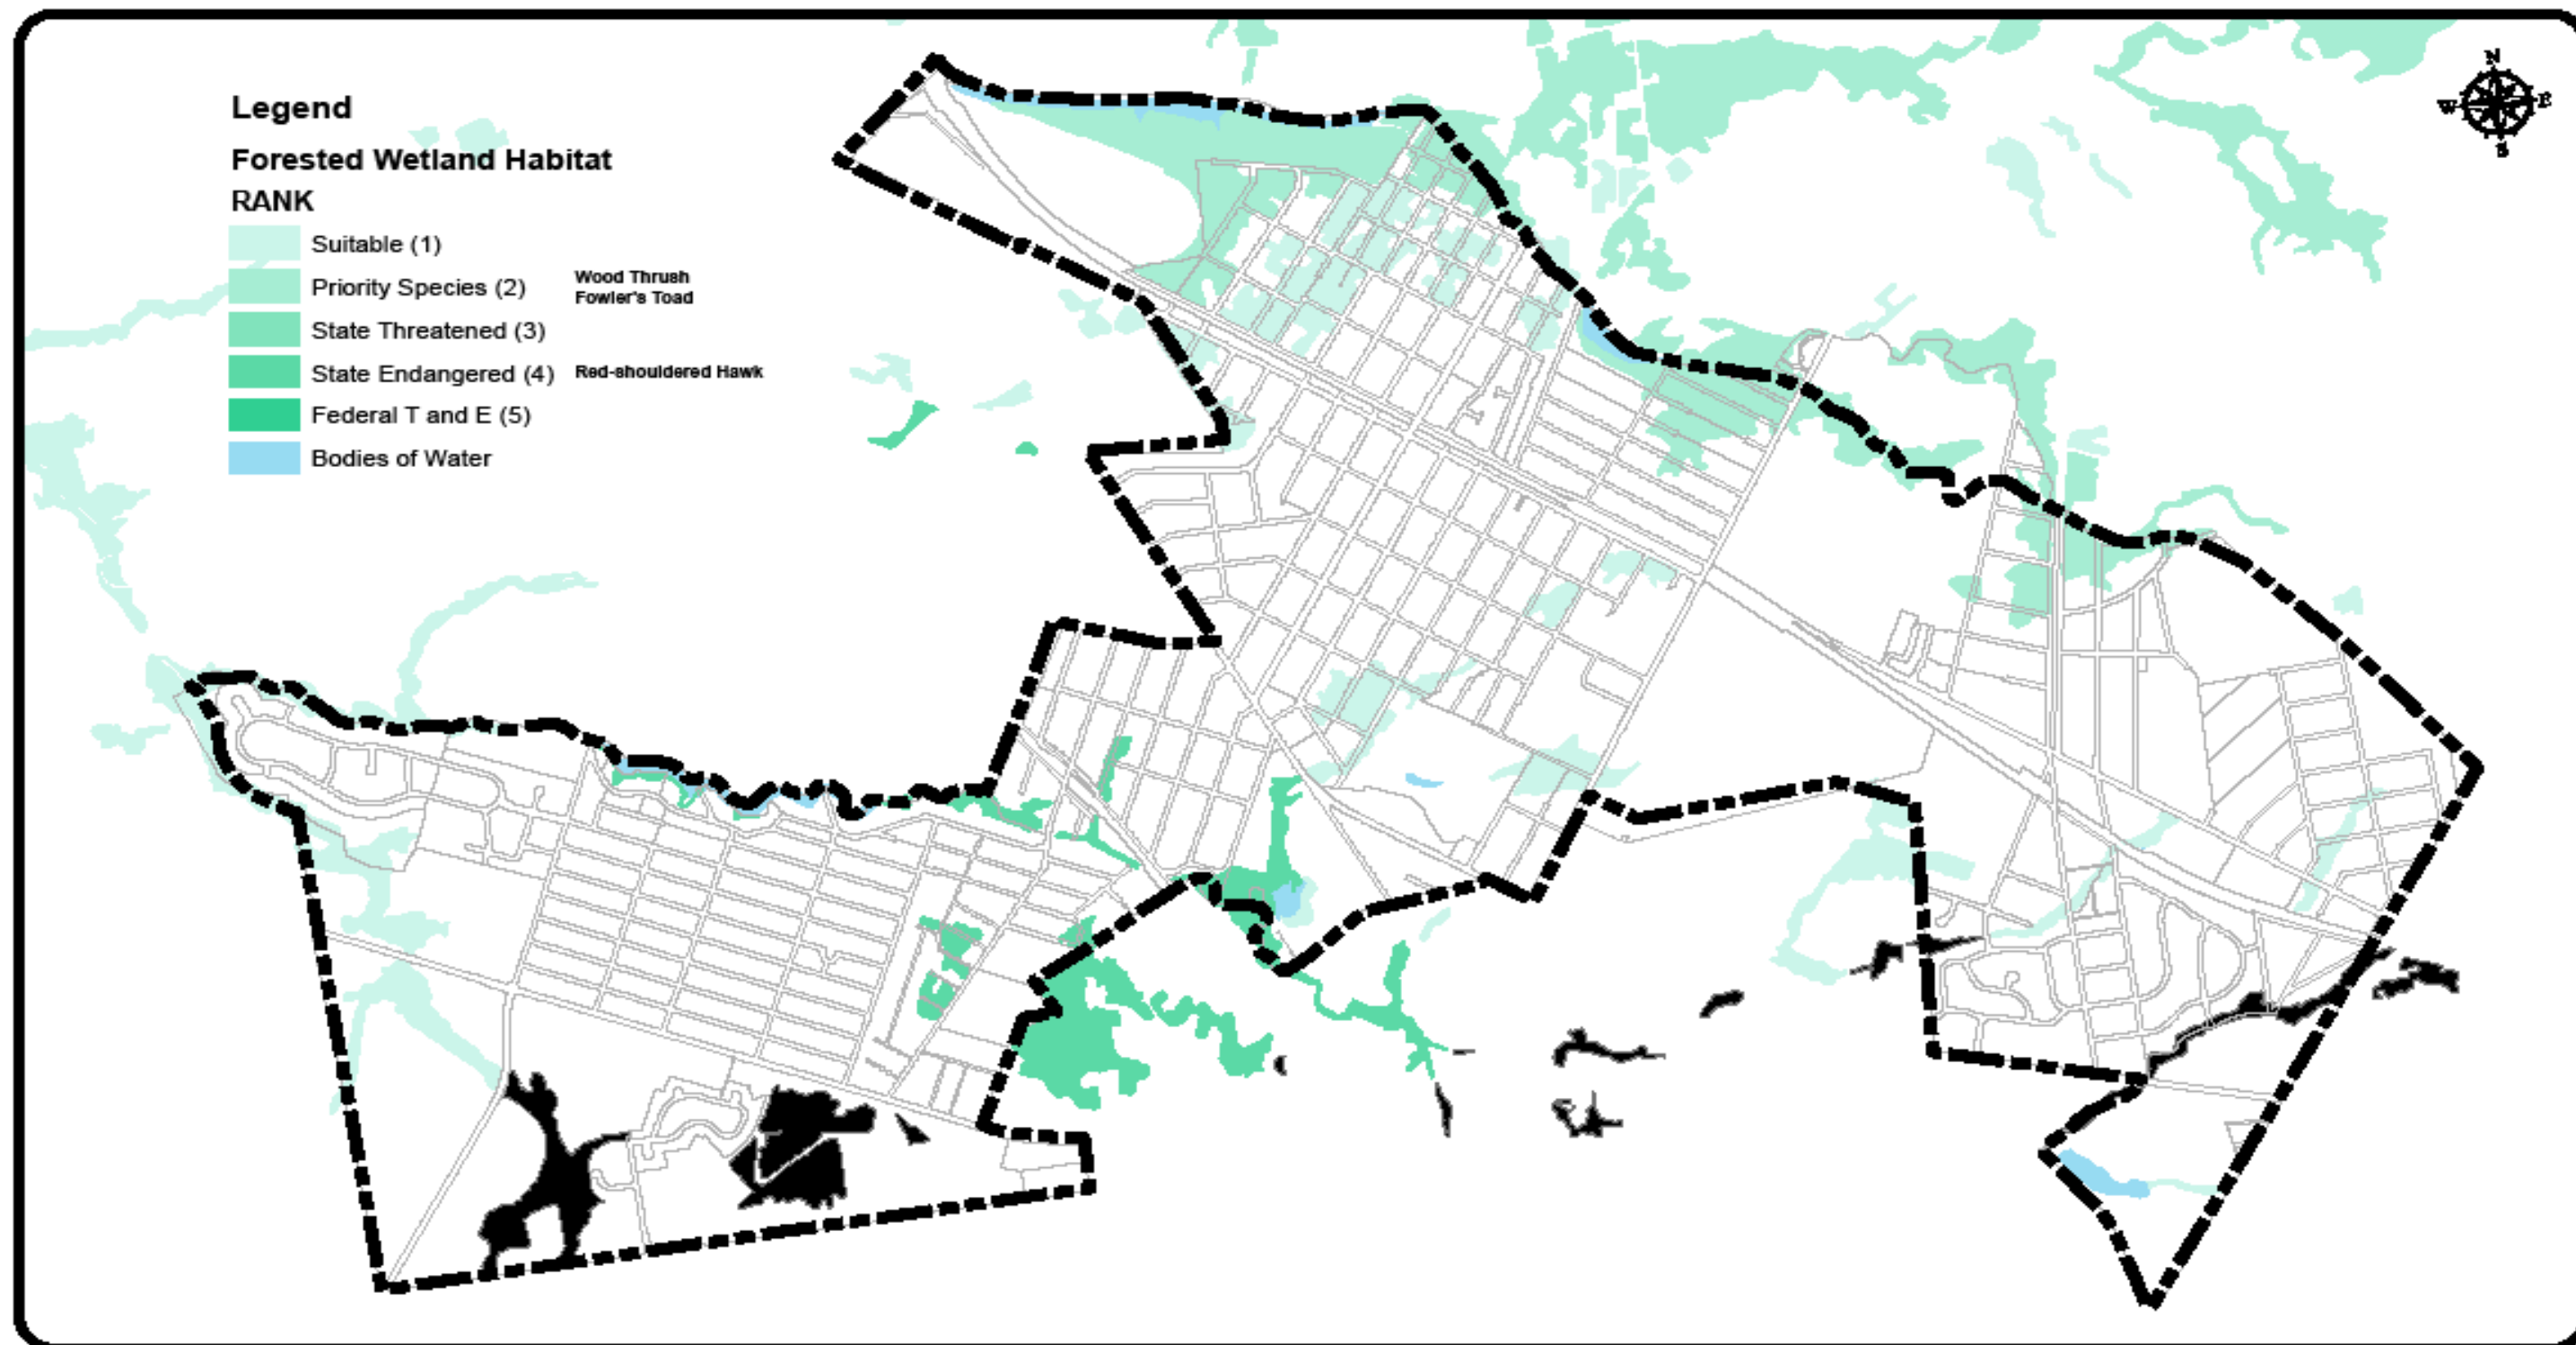 Legend
Forested Wetland Habitat
RANK
Suitable (1)
Priority Species (2) Wood Thrush
Fowler's Toad
State Threatened (3)
State Endangered (4) Red-shouldered Hawk
Federal T and E (5)
Bodies of Water
N
W E
S